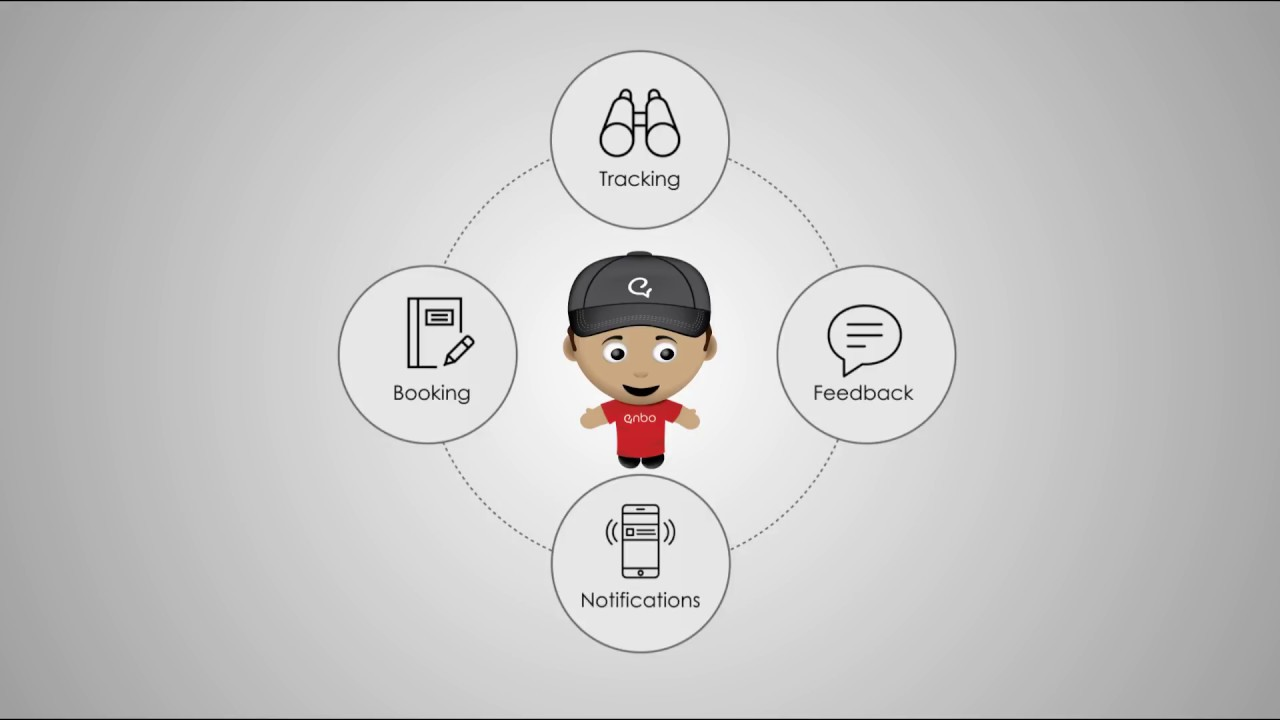 Tracking
Booking
Feedback
enbo
Notifications